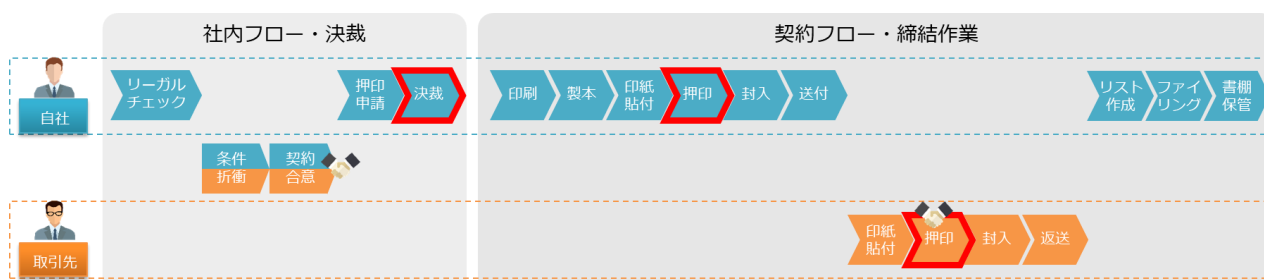 社内フロー・決裁
契約フロー・締結作業
自社
リーガル
チェック
押印
申請
決裁
印刷
製本
印紙
貼付
押印
封入
送付
リスト
作成
ファイ
リング
書棚
保管
条件
折衝
契約
合意
取引先
印紙
貼付
押印
封入
返送